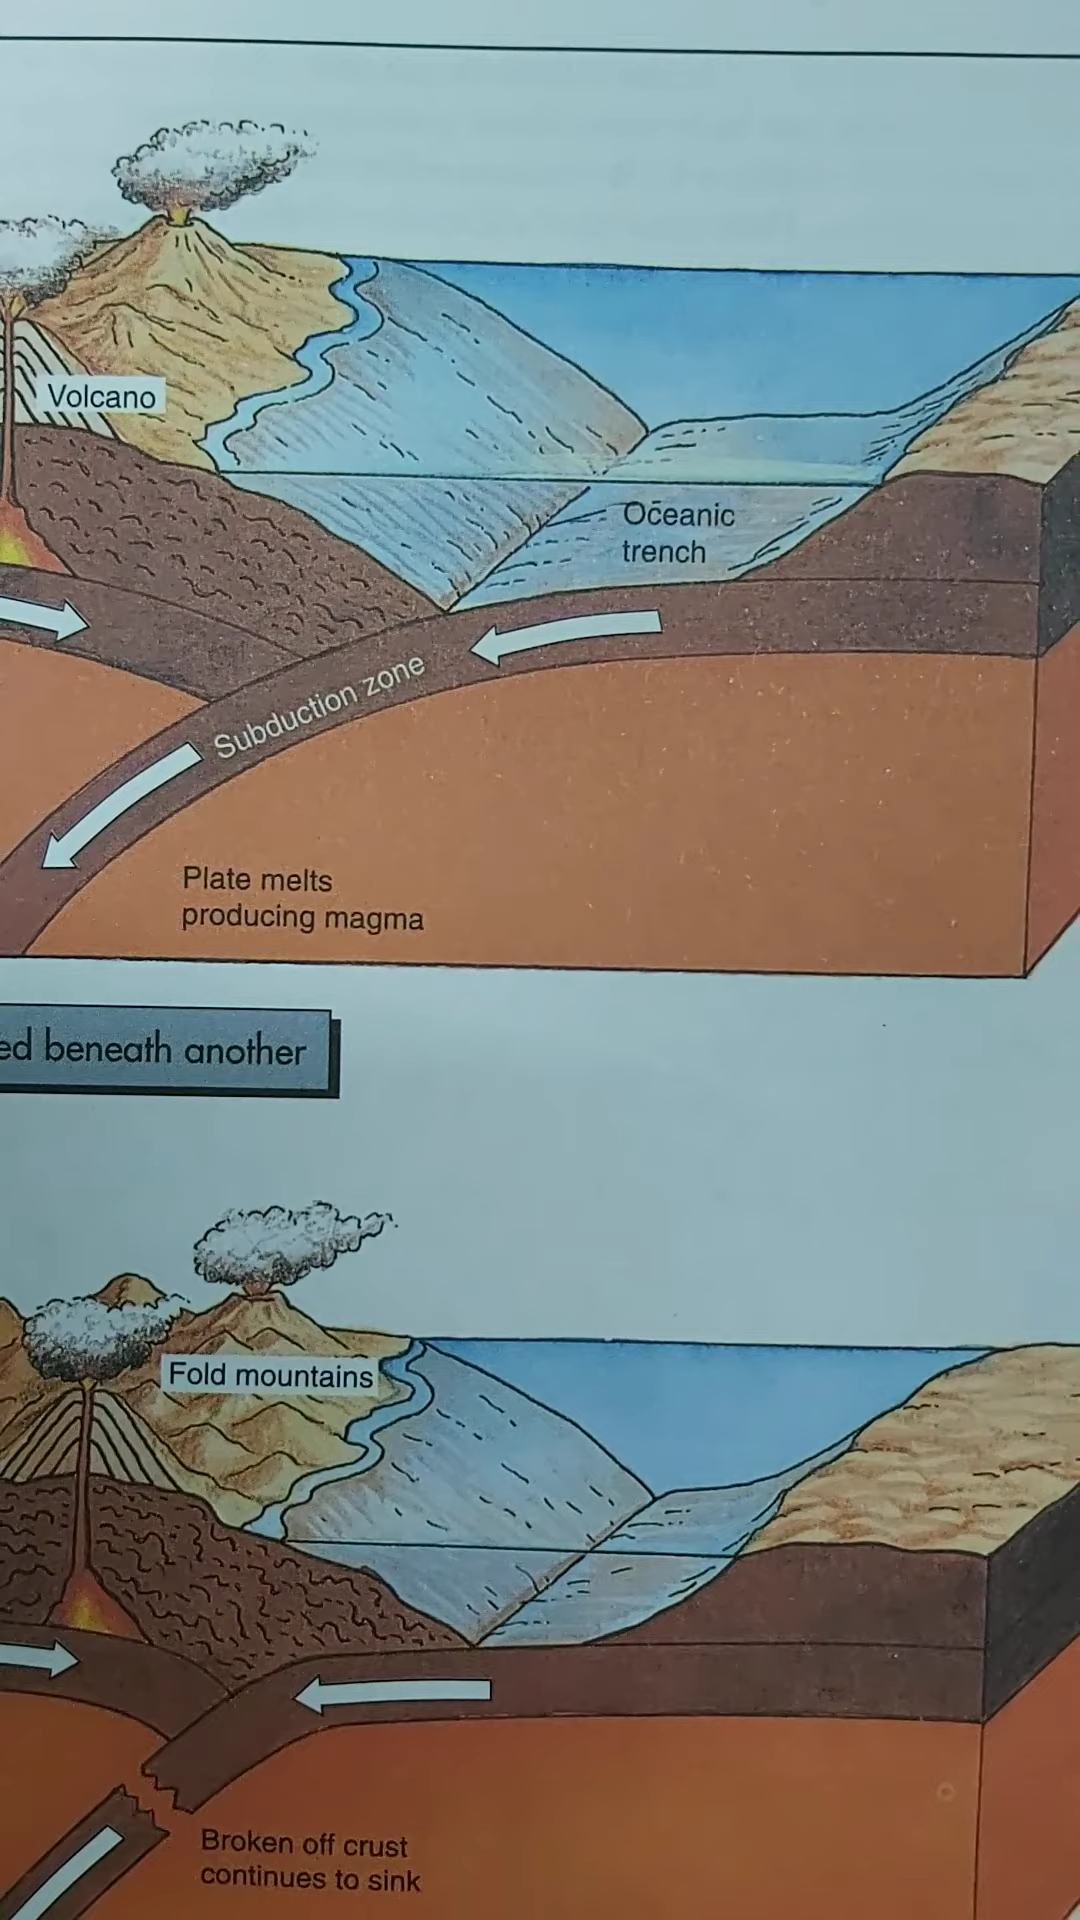 Volcano
Oceanic
trench
Subduction zone
Plate melts
producing magma
ed beneath another
Fold mountains
Broken off crust
continues to sink